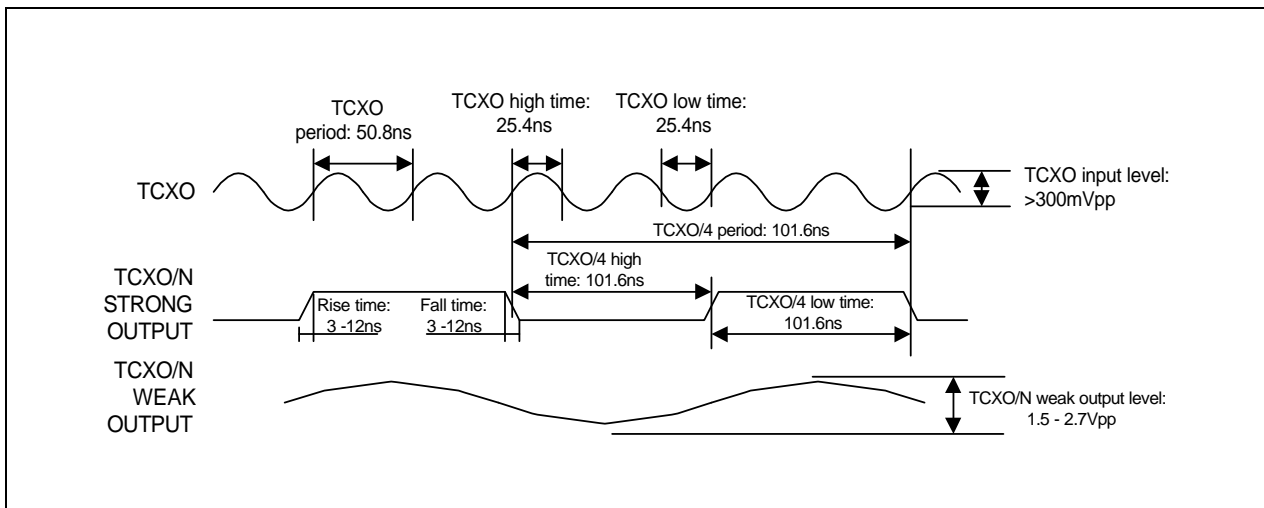 TCXO
period: 50.8ns
TCXO high time:
25.4ns
TCXO low time:
25.4ns
TCXO
TCXO input level:
>300mVpp
TCXO/4 period: 101.6ns
TCXO/4 high
time: 101.6ns
TCXO/N
STRONG
OUTPUT
Rise time:
3 -12ns
Fall time:
3 -12ns
TCXO/4 low time:
101.6ns
TCXO/N
WEAK
OUTPUT
TCXO/N weak output level:
1.5 - 2.7Vpp